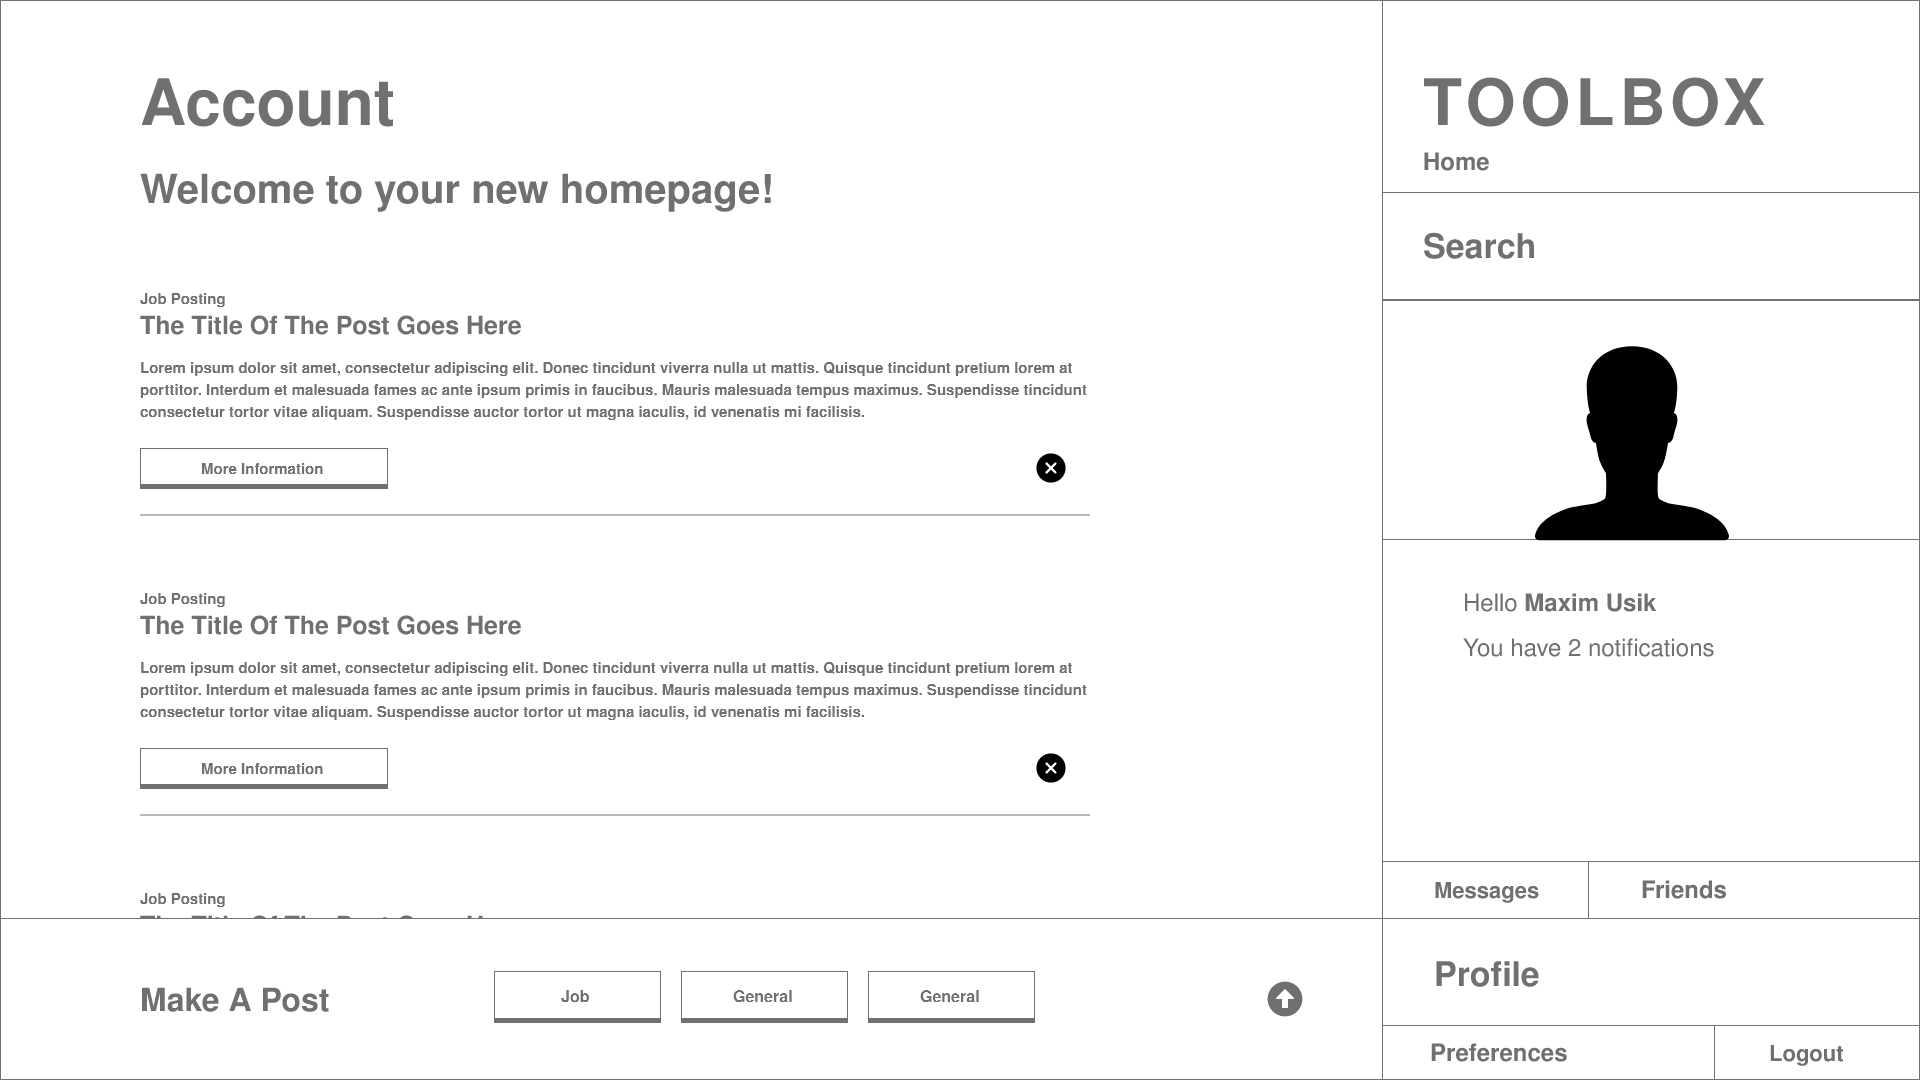 Account
Welcome to your new homepage!
Job Posting
The Title Of The Post Goes Here
Lorem ipsum dolor sit amet, consectetur adipiscing elit. Donec tincidunt viverra nulla ut mattis. Quisque tincidunt pretium lorem at
porttitor. Interdum et malesuada fames ac ante ipsum primis in faucibus. Mauris malesuada tempus maximus. Suspendisse tincidunt
consectetur tortor vitae aliquam. Suspendisse auctor tortor ut magna iaculis, id venenatis mi facilisis.
More Information
Job Posting
The Title Of The Post Goes Here
Lorem ipsum dolor sit amet, consectetur adipiscing elit. Donec tincidunt viverra nulla ut mattis. Quisque tincidunt pretium lorem at
porttitor. Interdum et malesuada fames ac ante ipsum primis in faucibus. Mauris malesuada tempus maximus. Suspendisse tincidunt
consectetur tortor vitae aliquam. Suspendisse auctor tortor ut magna iaculis, id venenatis mi facilisis.
More Information
Job Posting
Make A Post
Job
General
General
TOOLBOX
Home
Search
Hello Maxim Usik
You have 2 notifications
Messages
Friends
Profile
Preferences
Logout